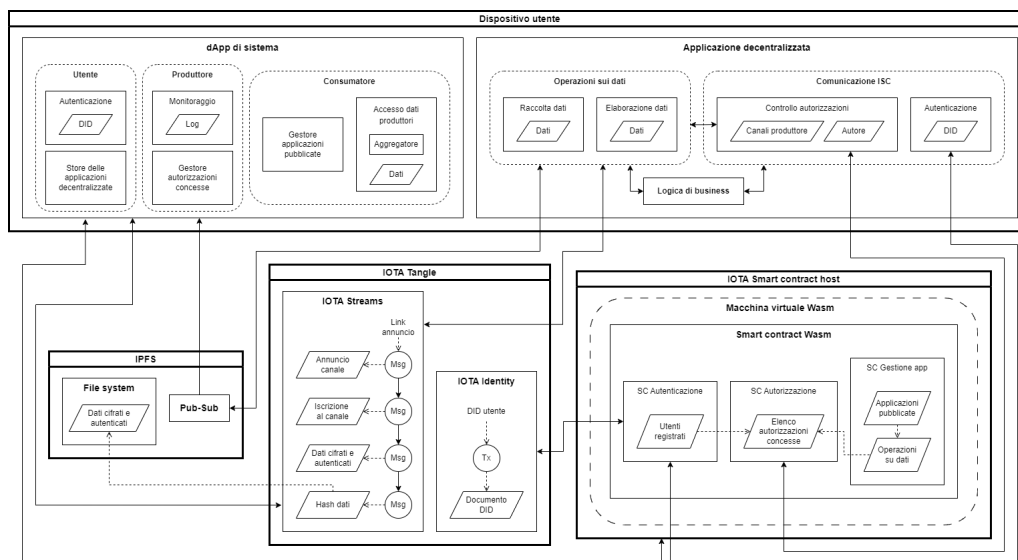 Dispositivo utente
dApp di sistema
Utente
Autenticazione
DID
Store delle
applicazioni
decentralizzate
Produttore
Monitoraggio
Log
Gestore
autorizzazioni
concesse
Consumatore
Gestore
applicazioni
pubblicate
Accesso dati
produttori
Aggregatore
Dati
Applicazione decentralizzata
Operazioni sui dati
Raccolta dati
Dati
Elaborazione dati
Dati
Comunicazione ISC
Controllo autorizzazioni
Canali produttore
Autore
Autenticazione
DID
Logica di business
IPFS
File system
Dati cifrati e
autenticati
Pub-Sub
IOTA Tangle
IOTA Streams
Link
annuncio
Annuncio
canale
Msg
Iscrizione
al canale
Msg
Dati cifrati e
autenticati
Msg
Hash dati
Msg
IOTA Identity
DID utente
Tx
Documento
DID
IOTA Smart contract host
Macchina virtuale Wasm
Smart contract Wasm
SC Autenticazione
Utenti
registrati
SC Autorizzazione
Elenco
autorizzazioni
concesse
SC Gestione app
Applicazioni
pubblicate
Operazioni
su dati